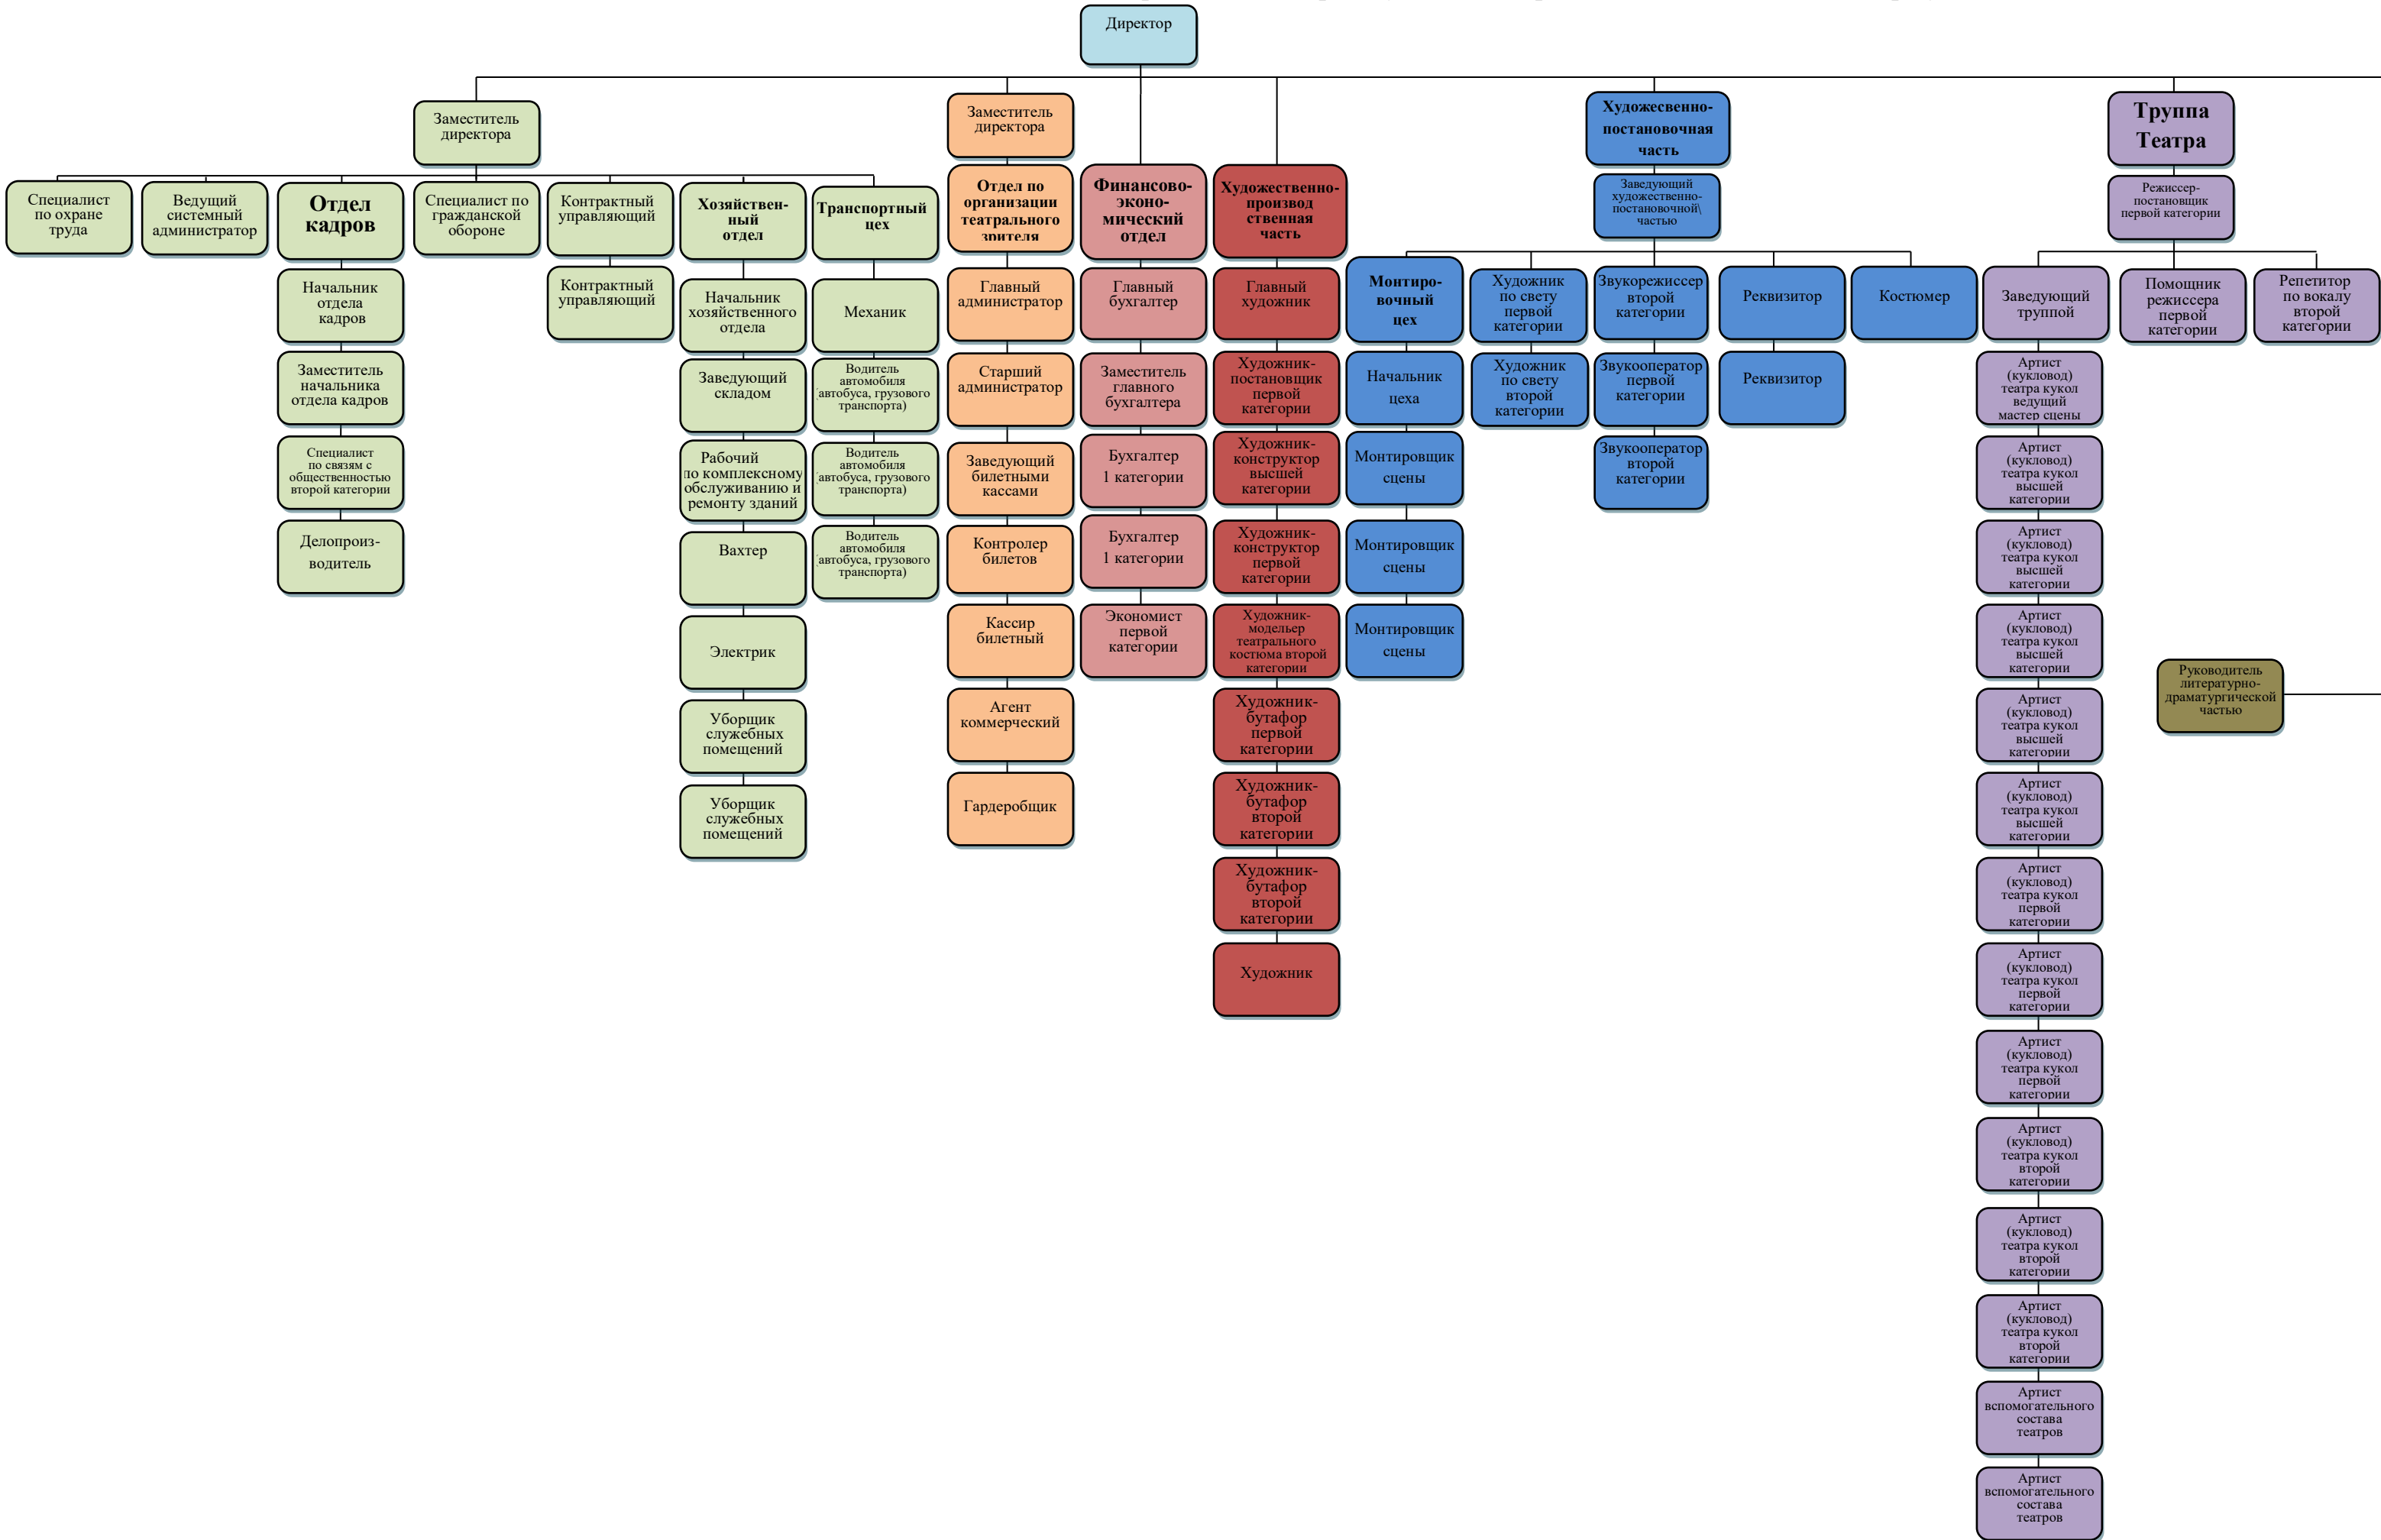 Директор
Заместитель
директора
Заместитель
директора
Художесвенно-
постановочная
часть
Труппа
Театра
Специалист
по охране
труда
Ведущий
системный
администратор
Отдел
кадров
Специалист по
гражданской
обороне
Контрактный
управляющий
Хозяйствен-
ный
отдел
Транспортный
цех
Отдел по
организации
театрального
зрителя
Финансово-
эконо-
мический
отдел
Художественно-
производ
ственная
часть
Заведующий
художественно-
постановочной\
частью
Режиссер-
постановщик
первой категории
Начальник
отдела
кадров
Заместитель
начальника
отдела кадров
Специалист
по связям с
общественностью
второй категории
Делопроиз-
водитель
Контрактный
управляющий
Начальник
хозяйственного
отдела
Заведующий
складом
Рабочий
по комплексному
обслуживанию и
ремонту зданий
Вахтер
Электрик
Уборщик
служебных
помещений
Уборщик
служебных
помещений
Механик
Водитель
автомобиля
(автобуса, грузового
транспорта)
Водитель
автомобиля
(автобуса, грузового
транспорта)
Водитель
автомобиля
(автобуса, грузового
транспорта)
Главный
администратор
Старший
администратор
Заведующий
билетными
кассами
Контролер
билетов
Кассир
билетный
Агент
коммерческий
Гардеробщик
Главный
бухгалтер
Заместитель
главного
бухгалтера
Бухгалтер
1 категории
Бухгалтер
1 категории
Экономист
первой
категории
Главный
художник
Художник-
постановщик
первой
категории
Художник-
конструктор
высшей
категории
Художник-
конструктор
первой
категории
Художник-
модельер
театрального
костюма второй
категории
Художник-
бутафор
первой
категории
Художник-
бутафор
второй
категории
Художник-
бутафор
второй
категории
Художник
Монтиро-
вочный
цех
Начальник
цеха
Монтировщик
сцены
Монтировщик
сцены
Монтировщик
сцены
Художник
по свету
первой
категории
Художник
по свету
второй
категории
Звукорежиссер
второй
категории
Звукооператор
первой
категории
Звукооператор
второй
категории
Реквизитор
Реквизитор
Костюмер
Заведующий
труппой
Помощник
режиссера
первой
категории
Репетитор
по вокалу
второй
категории
Артист
(кукловод)
театра кукол
ведущий
мастер сцены
Артист
(кукловод)
театра кукол
высшей
категории
Артист
(кукловод)
театра кукол
высшей
категории
Артист
(кукловод)
театра кукол
высшей
категории
Артист
(кукловод)
театра кукол
высшей
категории
Артист
(кукловод)
театра кукол
высшей
категории
Артист
(кукловод)
театра кукол
первой
категории
Артист
(кукловод)
театра кукол
первой
категории
Артист
(кукловод)
театра кукол
первой
категории
Артист
(кукловод)
театра кукол
второй
категории
Артист
(кукловод)
театра кукол
второй
категории
Артист
(кукловод)
театра кукол
второй
категории
Артист
вспомогательного
состава
театров
Артист
вспомогательного
состава
театров
Руководитель
литературно-
драматургической
частью